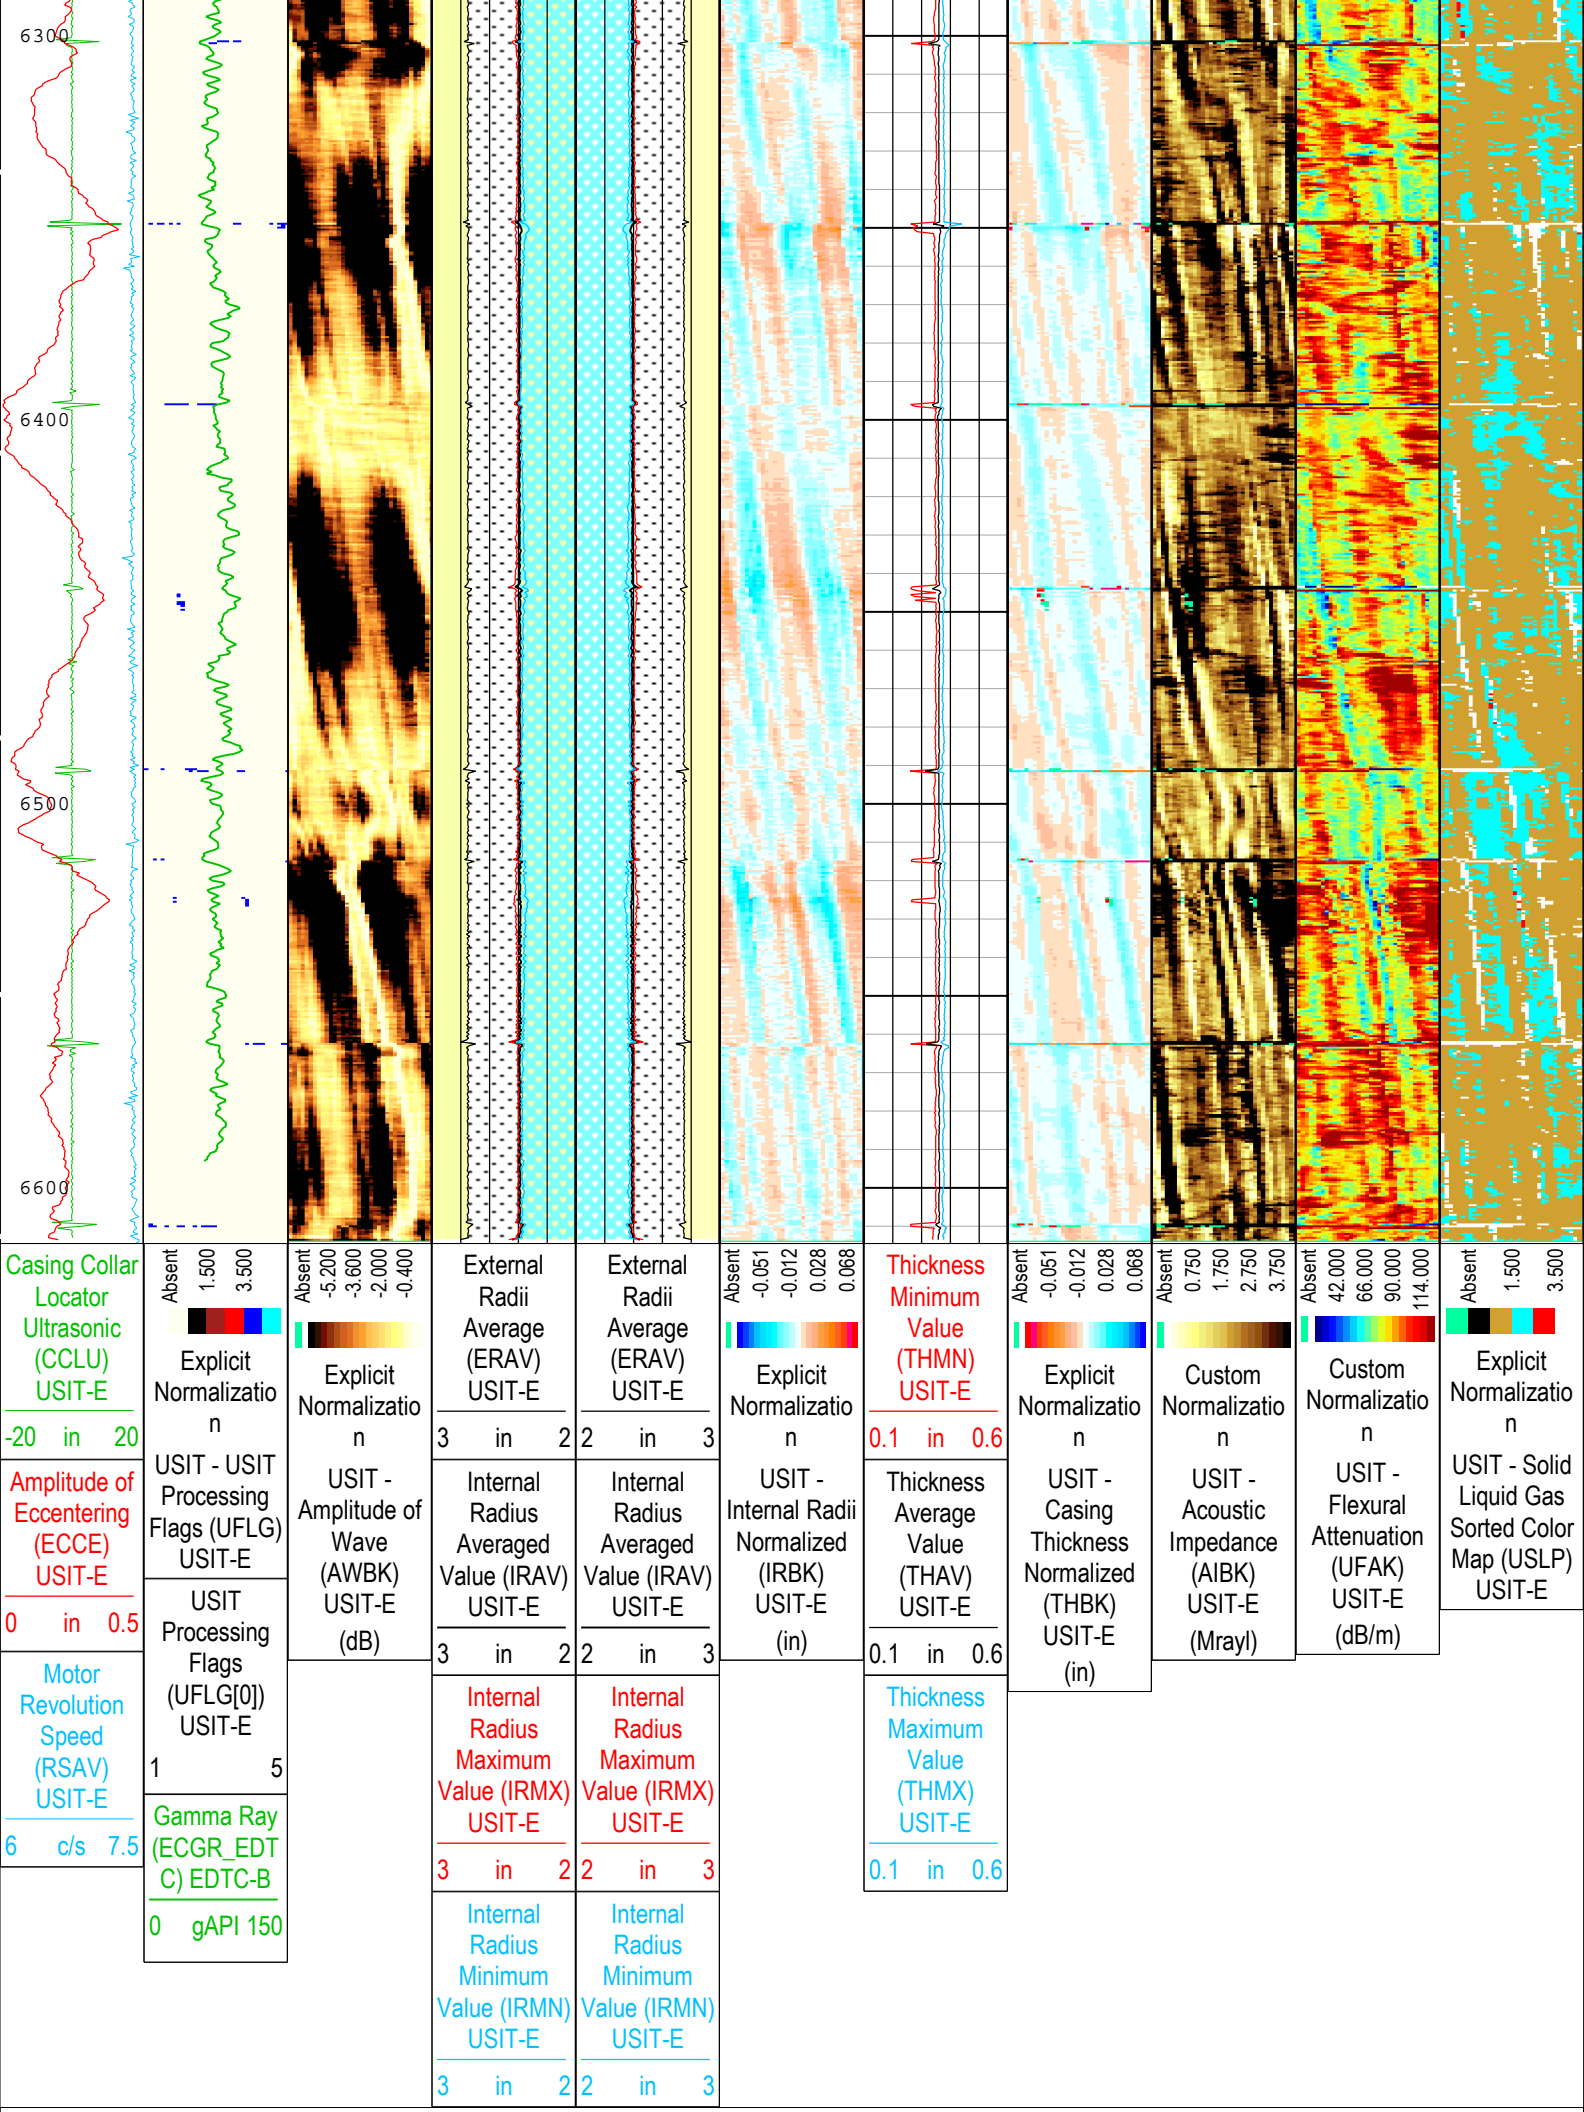 6300
6400
6500
6600
Casing Collar
Locator
Ultrasonic
(CCLU)
USIT-E
-20 in 20
Amplitude of
Eccentering
(ECCE)
USIT-E
0 in 0.5
Motor
Revolution
Speed
(RSAV)
USIT-E
6 c/s 7.5
Absent
1.500
3.500
Explicit
Normalizatio
n
USIT - USIT
Processing
Flags (UFLG)
USIT-E
USIT
Processing
Flags
(UFLG[0])
USIT-E
1 5
Gamma Ray
(ECGR_EDT
C) EDTC-B
0 gAPI 150
Absent
-5.200
-3.600
-2.000
-0.400
Explicit
Normalizatio
n
USIT -
Amplitude of
Wave
(AWBK)
USIT-E
(dB)
External
Radii
Average
(ERAV)
USIT-E
3 in 2
Internal
Radius
Averaged
Value (IRAV)
USIT-E
3 in 2
Internal
Radius
Maximum
Value (IRMX)
USIT-E
3 in 2
Internal
Radius
Minimum
Value (IRMN)
USIT-E
3 in 2
External
Radii
Average
(ERAV)
USIT-E
2 in 3
Internal
Radius
Averaged
Value (IRAV)
USIT-E
2 in 3
Internal
Radius
Maximum
Value (IRMX)
USIT-E
2 in 3
Internal
Radius
Minimum
Value (IRMN)
USIT-E
2 in 3
Absent
-0.051
-0.012
0.028
0.068
Explicit
Normalizatio
n
USIT -
Internal Radii
Normalized
(IRBK)
USIT-E
(in)
Thickness
Minimum
Value
(THMN)
USIT-E
0.1 in 0.6
Thickness
Average
Value
(THAV)
USIT-E
0.1 in 0.6
Thickness
Maximum
Value
(THMX)
USIT-E
0.1 in 0.6
Absent
-0.051
-0.012
0.028
0.068
Explicit
Normalizatio
n
USIT -
Casing
Thickness
Normalized
(THBK)
USIT-E
(in)
Absent
0.750
1.750
2.750
3.750
Custom
Normalizatio
n
USIT -
Acoustic
Impedance
(AIBK)
USIT-E
(Mrayl)
Absent
42.000
66.000
90.000
114.000
Custom
Normalizatio
n
USIT -
Flexural
Attenuation
(UFAK)
USIT-E
(dB/m)
Absent
1.500
3.500
Explicit
Normalizatio
n
USIT - Solid
Liquid Gas
Sorted Color
Map (USLP)
USIT-E